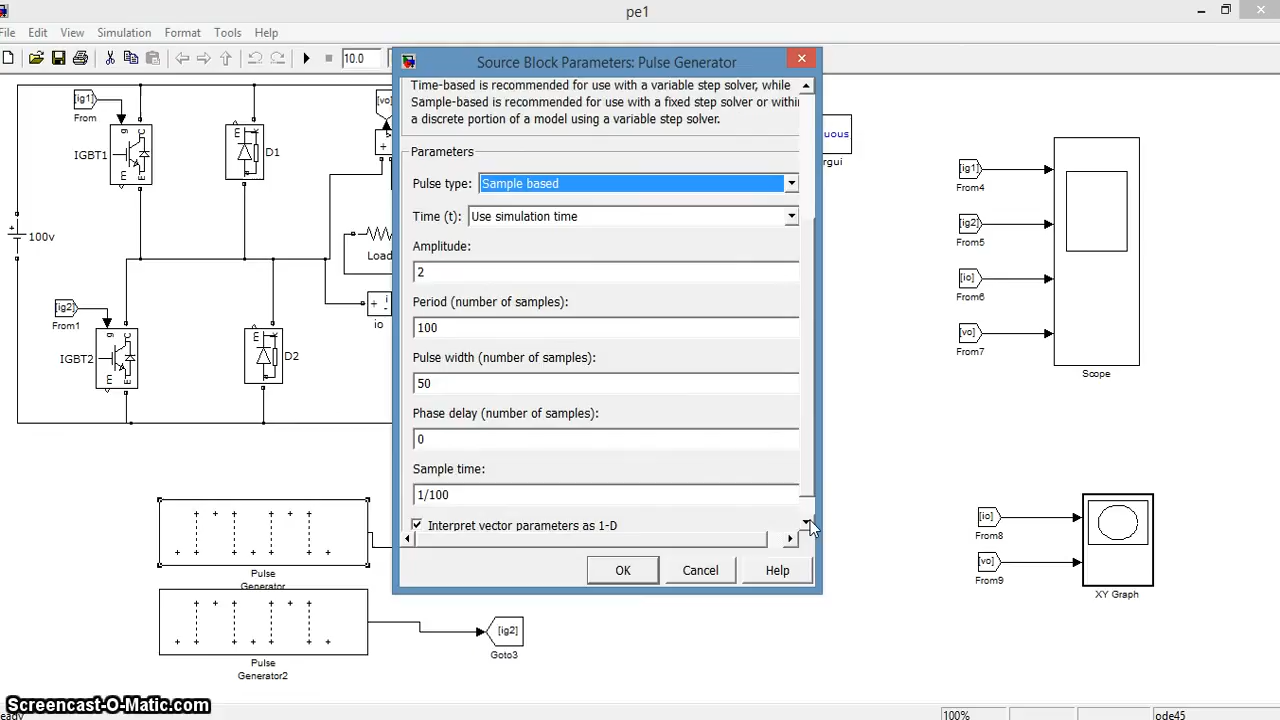 pe1
File Edit View Simulation Format Tools Help
10.0
Source Block Parameters: Pulse Generator
Time-based is recommended for use with a variable step solver, while
Sample-based is recommended for use with a fixed step solver or within
a discrete portion of a model using a variable step solver.
Parameters
Pulse type: Sample based
Time (t): Use simulation time
Amplitude:
2
Period (number of samples):
100
Pulse width (number of samples):
50
Phase delay (number of samples):
0
Sample time:
1/100
Interpret vector parameters as 1-D
OK Cancel Help
[ig1]
From
g C
m E
IGBT1
m k
a
D1
[vo]
+
100v
+
Load
+ i
-
io
[ig2]
From1
g C
m E
IGBT2
m k
a
D2
uous
rgui
[ig1]
From4
[ig2]
From5
[io]
From6
[vo]
From7
Scope
Pulse
Generator
Pulse
Generator2
[ig2]
Goto3
[io]
From8
[vo]
From9
XY Graph
Screencast-O-Matic.com
eady
100%
ode45